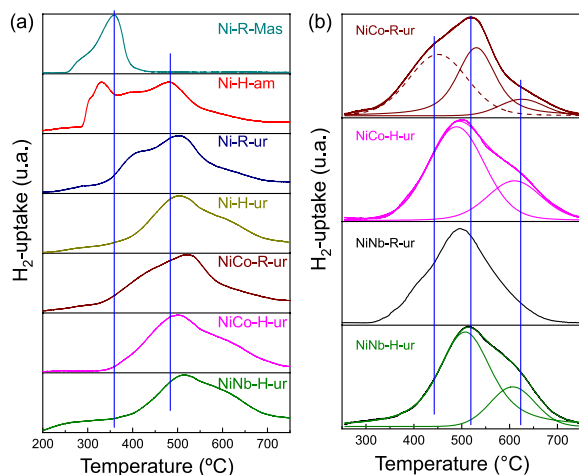 (a)
Ni-R-Mas
Ni-H-am
Ni-R-ur
Ni-H-ur
NiCo-R-ur
NiCo-H-ur
NiNb-H-ur
H2-uptake (u.a.)
200 300 400 500 600 700
Temperature (ºC)
(b)
NiCo-R-ur
NiCo-H-ur
NiNb-R-ur
NiNb-H-ur
H2-uptake (u.a.)
300 400 500 600 700
Temperature (°C)